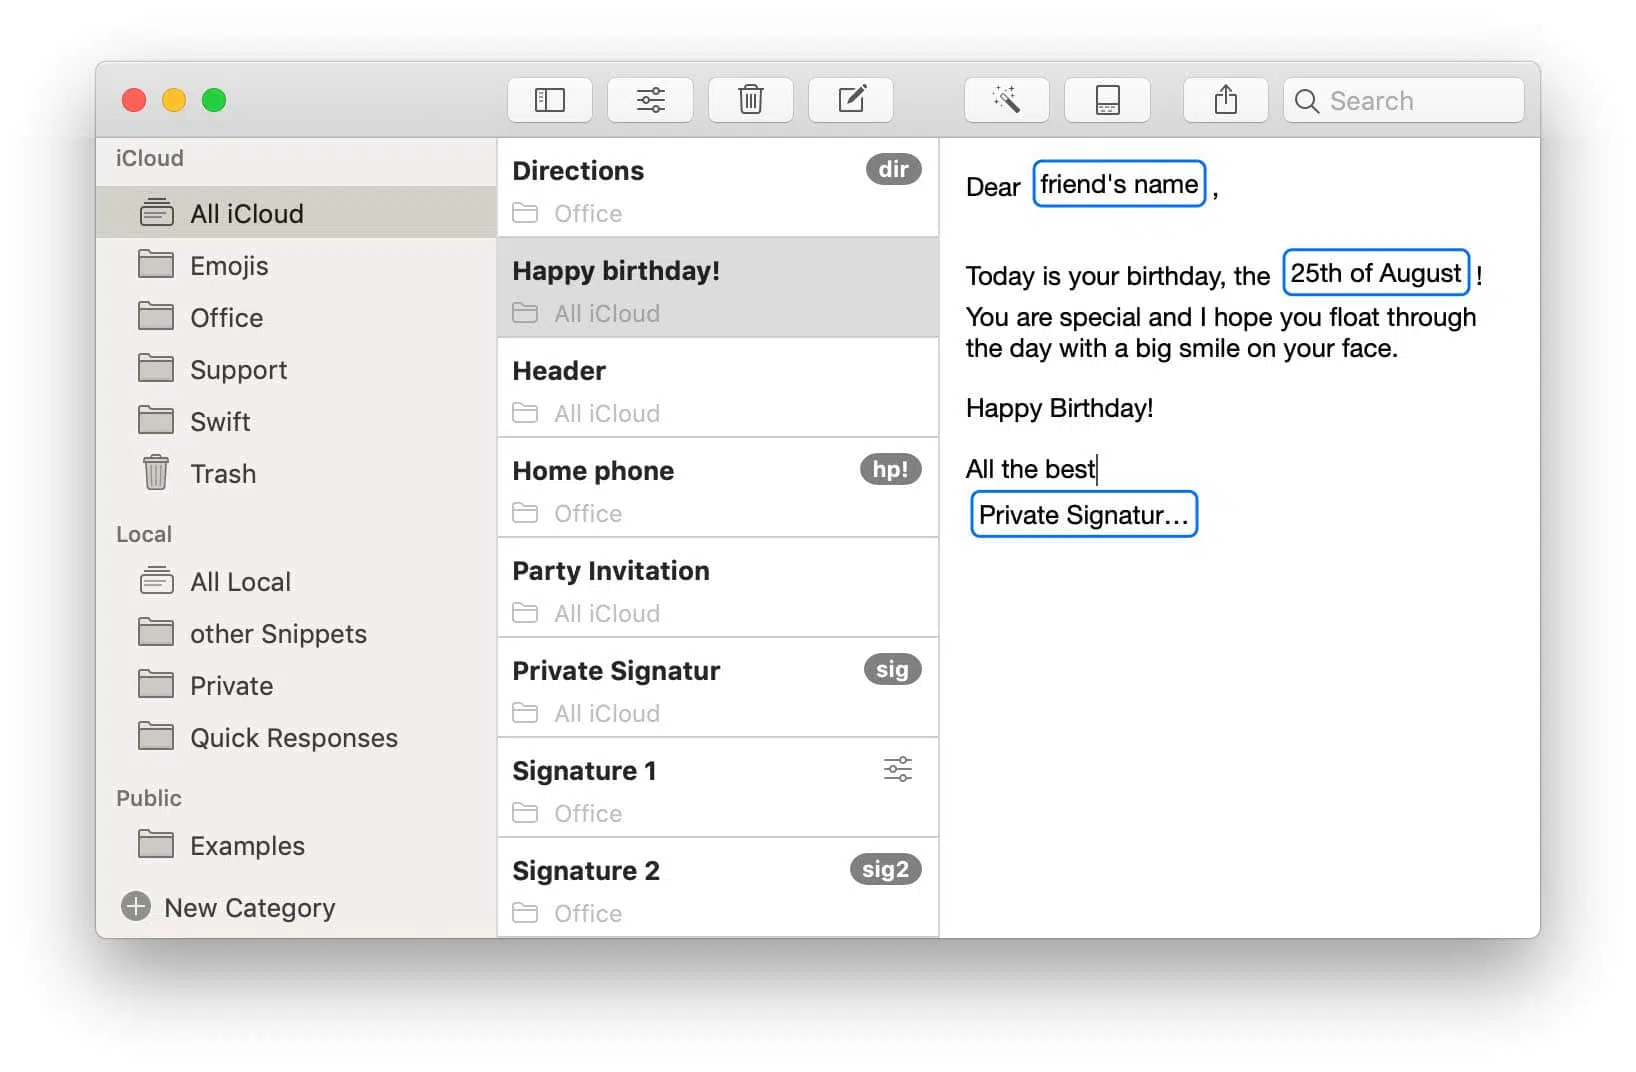 Search
iCloud
All iCloud
Emojis
Office
Support
Swift
Trash
Local
All Local
other Snippets
Private
Quick Responses
Public
Examples
New Category
Directions dir
Office
Happy birthday!
All iCloud
Header
All iCloud
Home phone hp!
Office
Party Invitation
All iCloud
Private Signatur sig
All iCloud
Signature 1
Office
Signature 2 sig2
Office
Dear friend's name ,
Today is your birthday, the 25th of August !
You are special and I hope you float through
the day with a big smile on your face.
Happy Birthday!
All the best
Private Signatur...